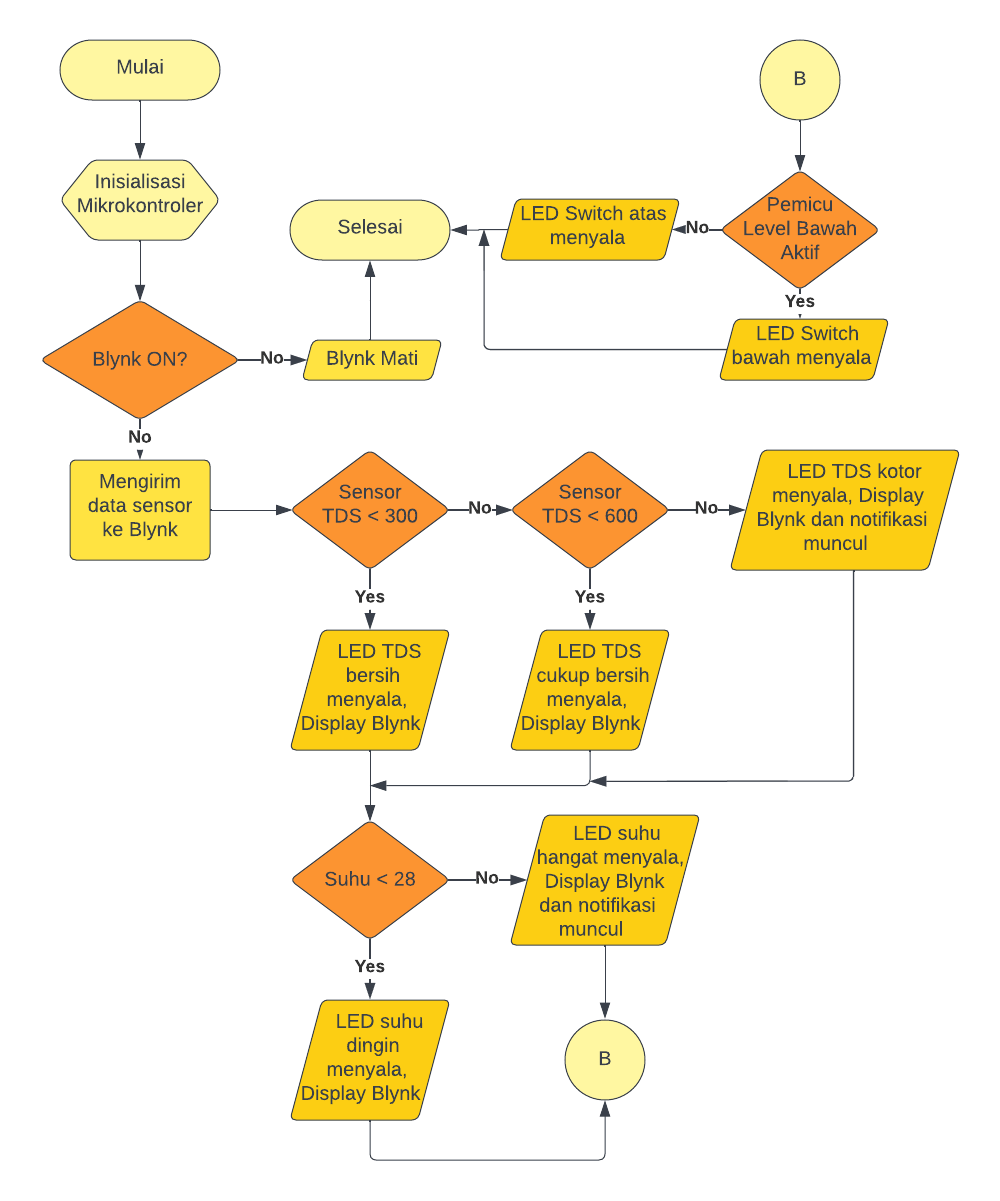 Mulai
Inisialisasi
Mikrokontroler
Blynk ON?
No
Blynk Mati
Selesai
No
Mengirim
data sensor
ke Blynk
Sensor
TDS < 300
No
Sensor
TDS < 600
No
LED TDS kotor
menyala, Display
Blynk dan notifikasi
muncul
Yes
LED TDS
bersih
menyala,
Display Blynk
Yes
LED TDS
cukup bersih
menyala,
Display Blynk
Suhu < 28
No
LED suhu
hangat menyala,
Display Blynk
dan notifikasi
muncul
Yes
LED suhu
dingin
menyala,
Display Blynk
B
B
Pemicu
Level Bawah
Aktif
No
LED Switch atas
menyala
Yes
LED Switch
bawah menyala